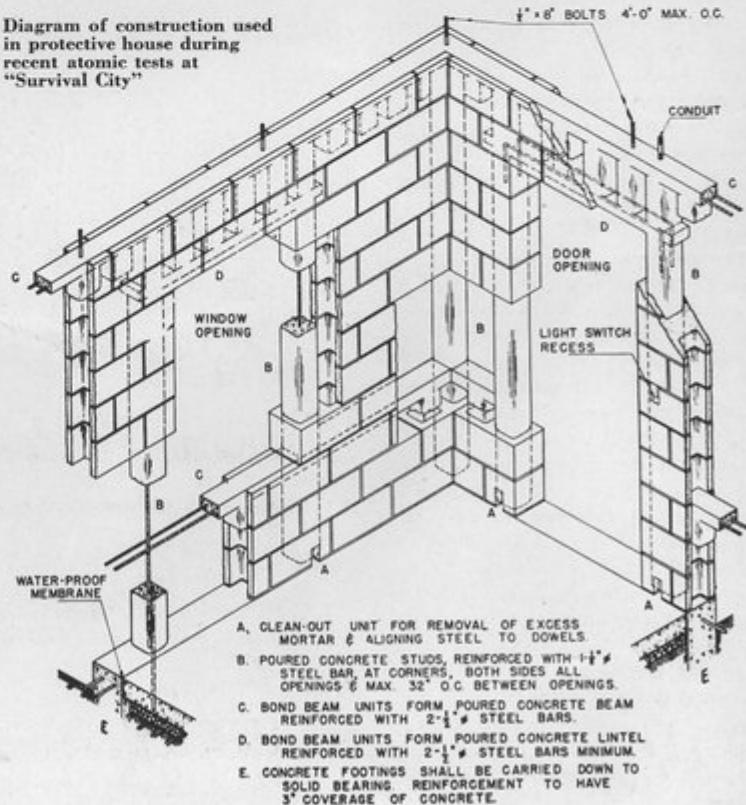 Diagram of construction used
in protective house during
recent atomic tests at
"Survival City"
½" x 8" BOLTS 4'-0" MAX. O.C.
CONDUIT
C
D
B
DOOR
OPENING
C
D
WINDOW
OPENING
B
B
LIGHT SWITCH
RECESS
C
B
A
A
A
WATER-PROOF
MEMBRANE
E
E
A. CLEAN-OUT UNIT FOR REMOVAL OF EXCESS
MORTAR & ALIGNING STEEL TO DOWELS.
B. POURED CONCRETE STUDS, REINFORCED WITH 1-½" ⌀
STEEL BAR, AT CORNERS, BOTH SIDES ALL
OPENINGS & MAX. 32" O.C. BETWEEN OPENINGS.
C. BOND BEAM UNITS FORM POURED CONCRETE BEAM
REINFORCED WITH 2-½" ⌀ STEEL BARS.
D. BOND BEAM UNITS FORM POURED CONCRETE LINTEL
REINFORCED WITH 2-½" ⌀ STEEL BARS MINIMUM.
E. CONCRETE FOOTINGS SHALL BE CARRIED DOWN TO
SOLID BEARING. REINFORCEMENT TO HAVE
3" COVERAGE OF CONCRETE.